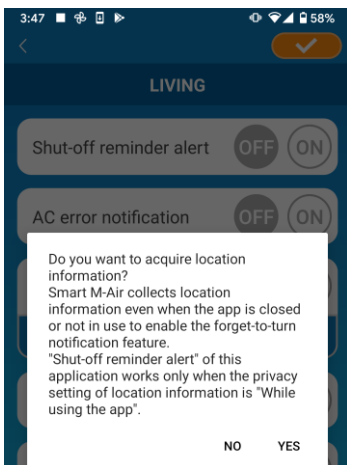 3:47 58%
LIVING
Shut-off reminder alert OFF ON
AC error notification OFF ON
Do you want to acquire location
information?
Smart M-Air collects location
information even when the app is closed
or not in use to enable the forget-to-turn
notification feature.
"Shut-off reminder alert" of this
application works only when the privacy
setting of location information is "While
using the app".
NO YES